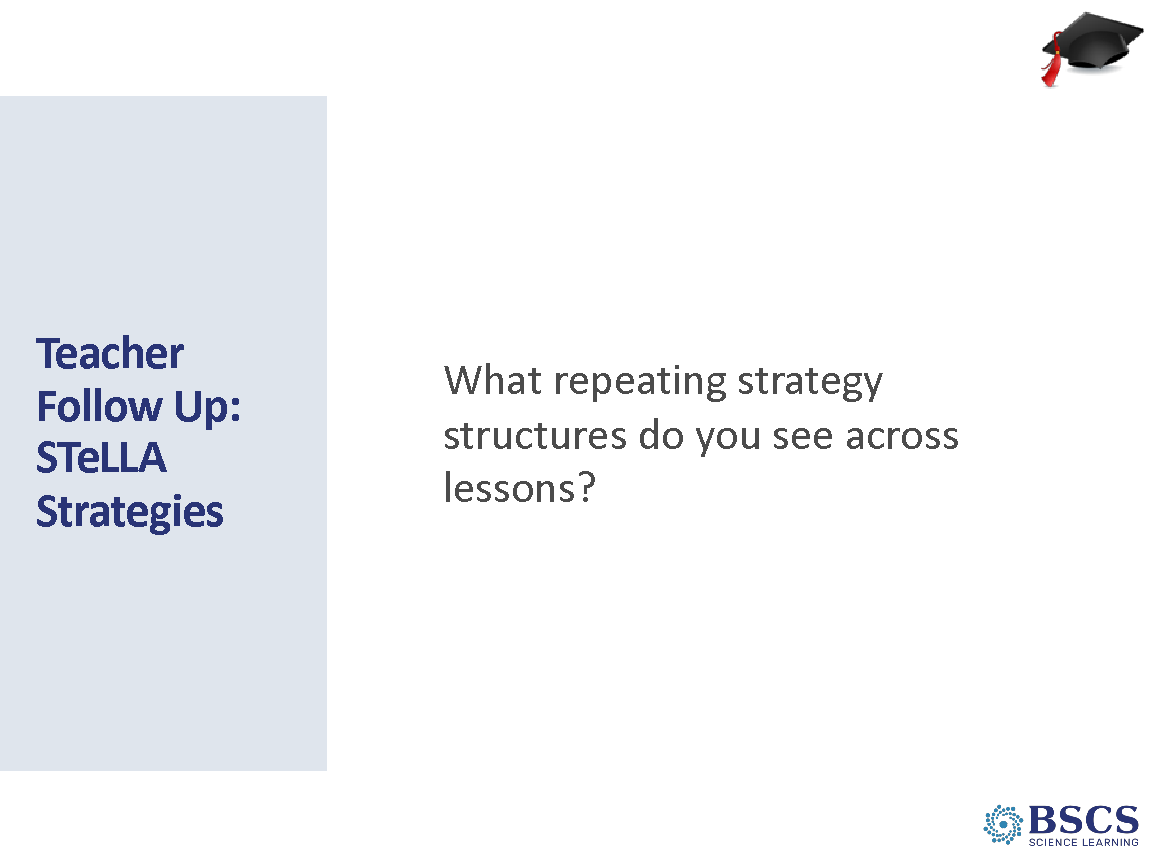 Teacher
Follow Up:
STeLLA
Strategies
What repeating strategy
structures do you see across
lessons?
BSCS
SCIENCE LEARNING